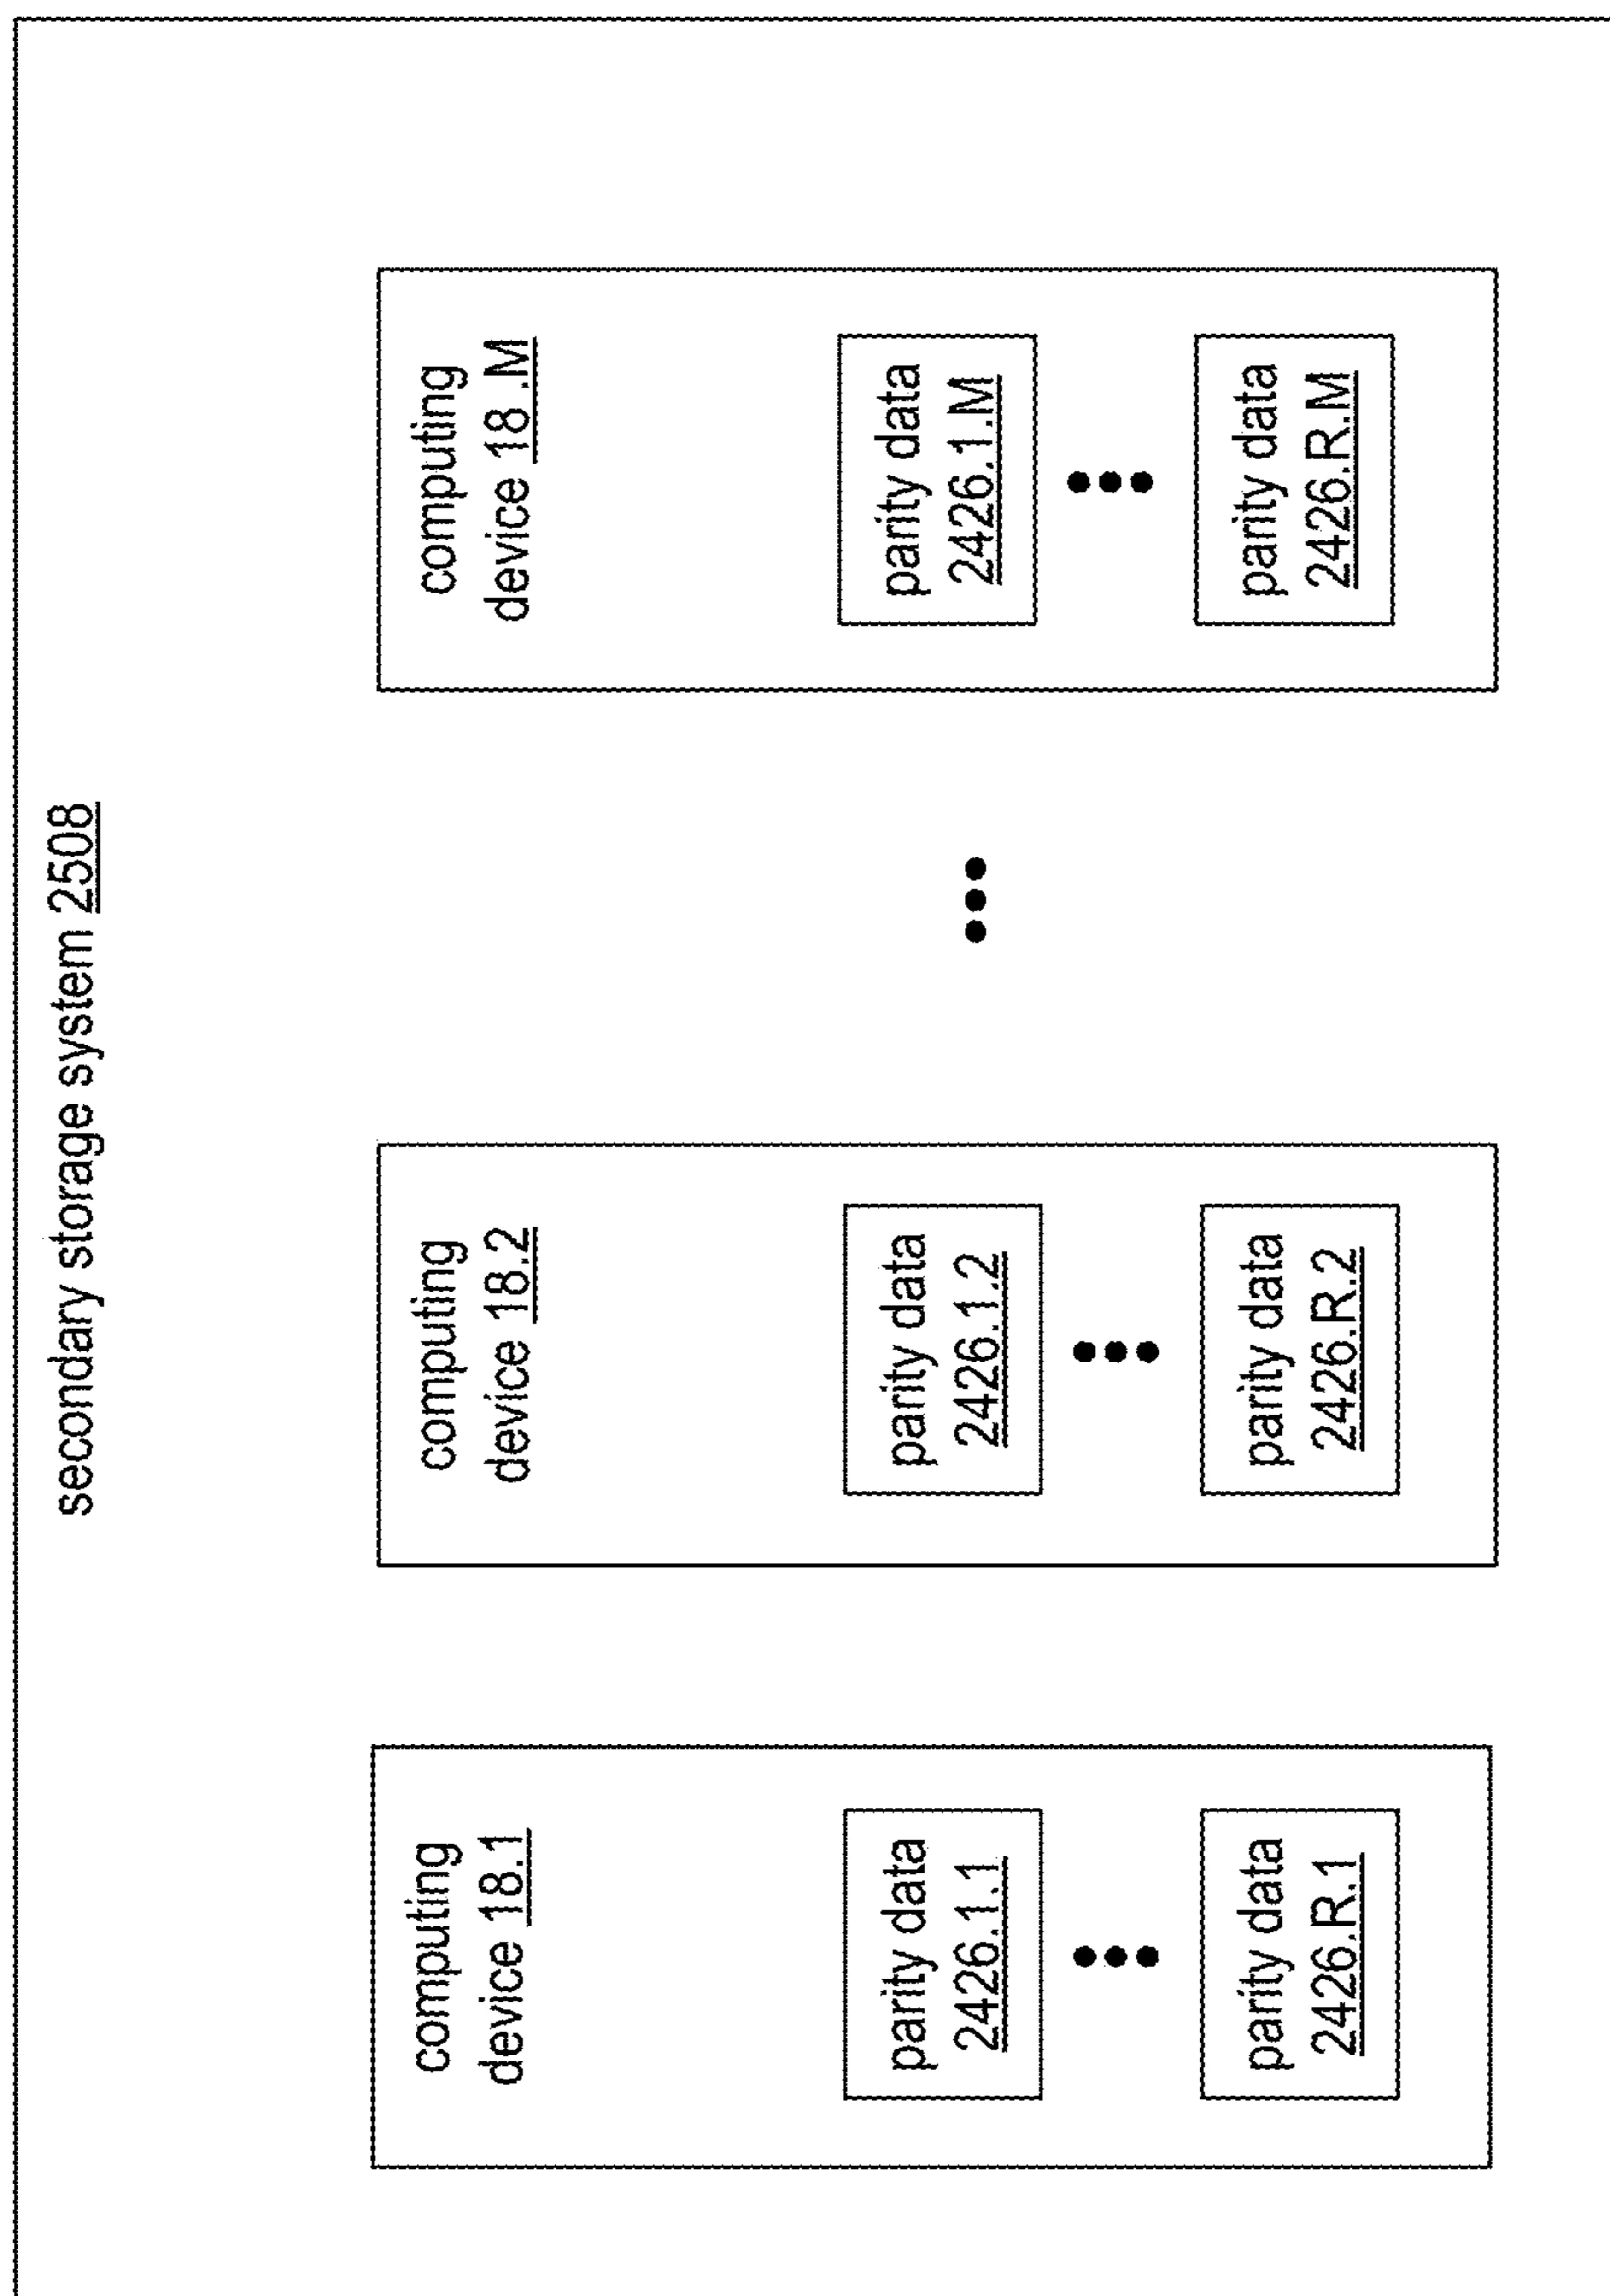 secondary storage system 2508
computing
device 18.1
parity data
2426.1.1
parity data
2426.R.1
computing
device 18.2
parity data
2426.1.2
parity data
2426.R.2
computing
device 18 .M
parity data
2426.1.M
parity data
2426.R.M